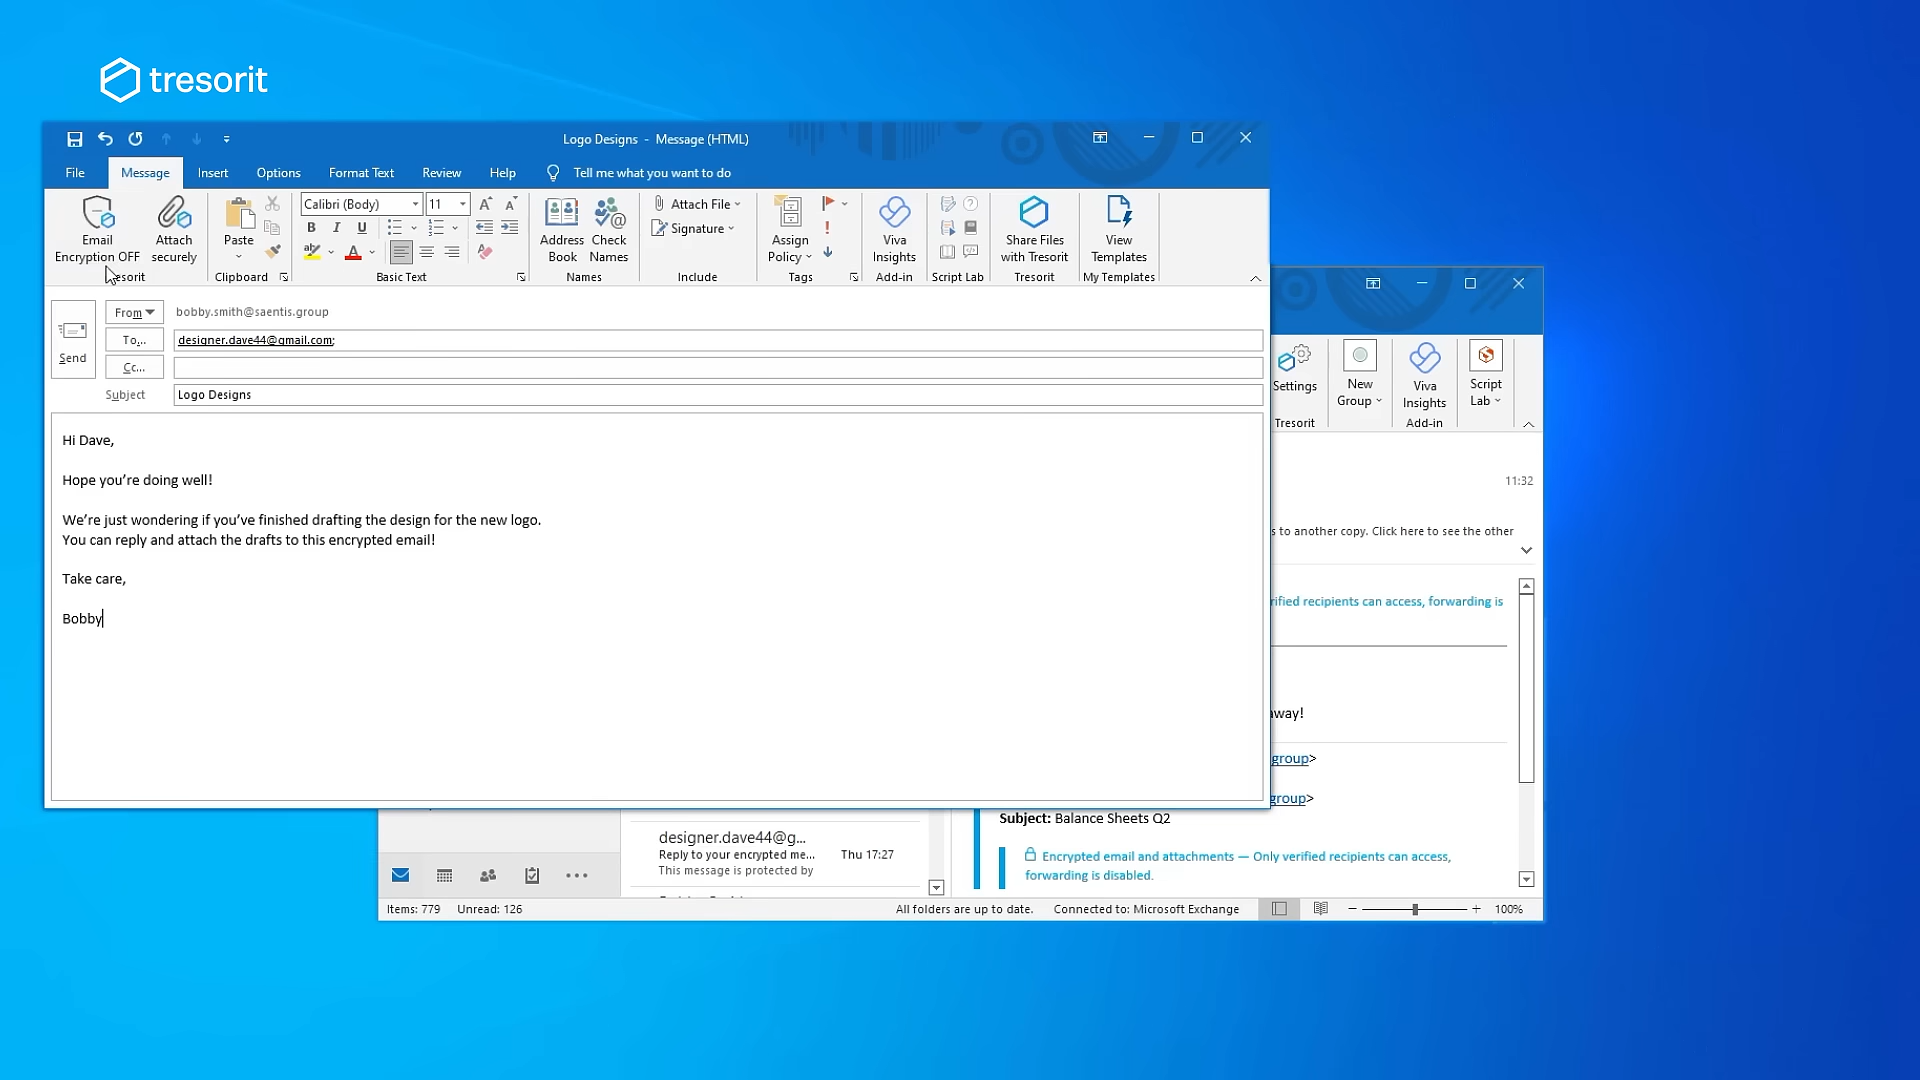 tresorit
Logo Designs - Message (HTML)
File Message Insert Options Format Text Review Help Tell me what you want to do
Email Encryption OFF
Attach securely
Paste
Clipboard
Calibri (Body) 11
B I U
A
Basic Text
Address Book
Check Names
Names
Attach File
Signature
Include
Assign Policy
Tags
Viva Insights
Add-in
Script Lab
Share Files with Tresorit
Tresorit
View Templates
My Templates
Send
From bobby.smith@saentis.group
To... designer.dave44@gmail.com;
Cc...
Subject Logo Designs
Hi Dave,
Hope you're doing well!
We're just wondering if you've finished drafting the design for the new logo.
You can reply and attach the drafts to this encrypted email!
Take care,
Bobby
Settings
Tresorit
New Group
Viva Insights
Add-in
Script Lab
11:32
to another copy. Click here to see the other
recipients can access, forwarding is
group>
group>
Subject: Balance Sheets Q2
Encrypted email and attachments — Only verified recipients can access,
forwarding is disabled.
designer.dave44@g...
Reply to your encrypted me... Thu 17:27
This message is protected by
Items: 779 Unread: 126 All folders are up to date. Connected to: Microsoft Exchange 100%